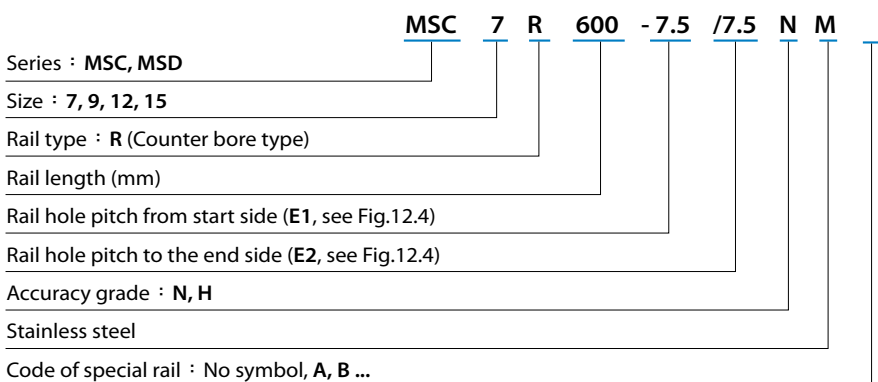 MSC 7 R 600 - 7.5 /7.5 N M
Series : MSC, MSD
Size : 7, 9, 12, 15
Rail type : R (Counter bore type)
Rail length (mm)
Rail hole pitch from start side (E1, see Fig.12.4)
Rail hole pitch to the end side (E2, see Fig.12.4)
Accuracy grade : N, H
Stainless steel
Code of special rail : No symbol, A, B ...